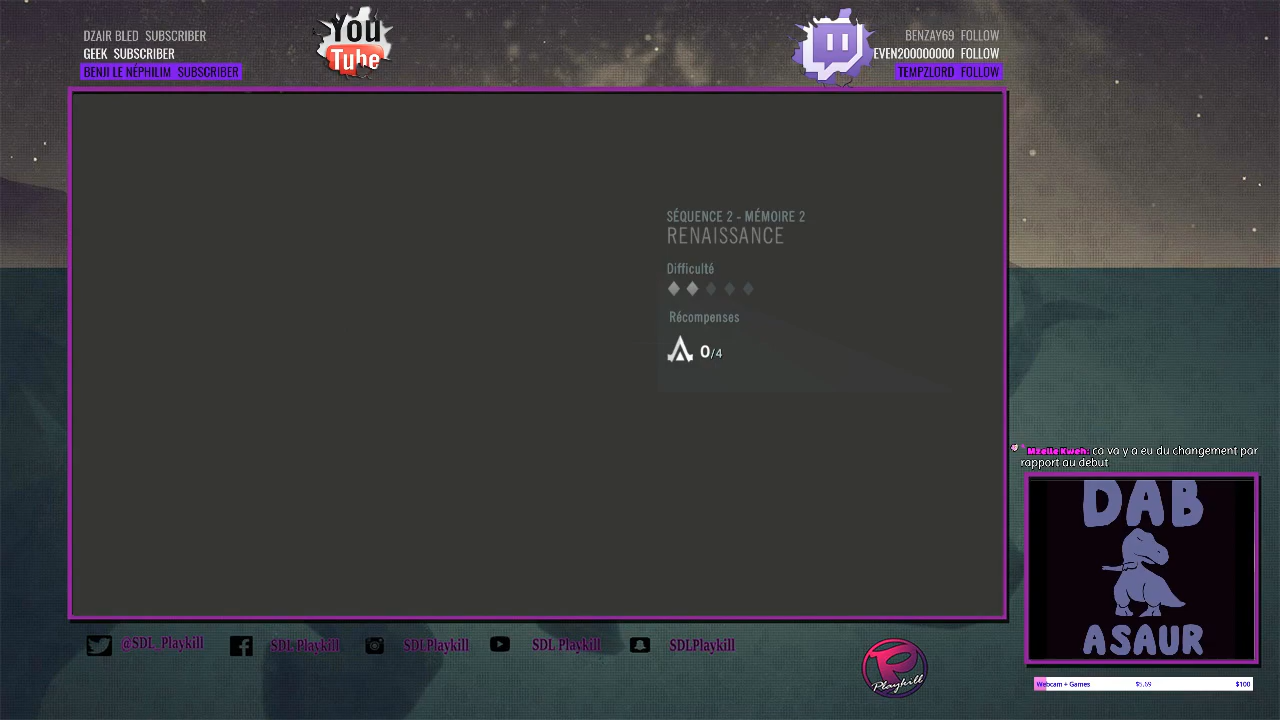 DZAIR BLED SUBSCRIBER
GEEK SUBSCRIBER
BENJI LE NÉPHILIM SUBSCRIBER
You
Tube
BENZAY69 FOLLOW
EVEN200000000 FOLLOW
TEMPZLORD FOLLOW
SÉQUENCE 2 - MÉMOIRE 2
RENAISSANCE
Difficulté
Récompenses
0/4
Mzelle Kweh: ca va y a eu du changement par
rapport au debut
DAB
ASAUR
@SDL_Playkill
SDL Playkill
SDLPlaykill
SDL Playkill
SDLPlaykill
Playkill
Webcam + Games $5.69 $100